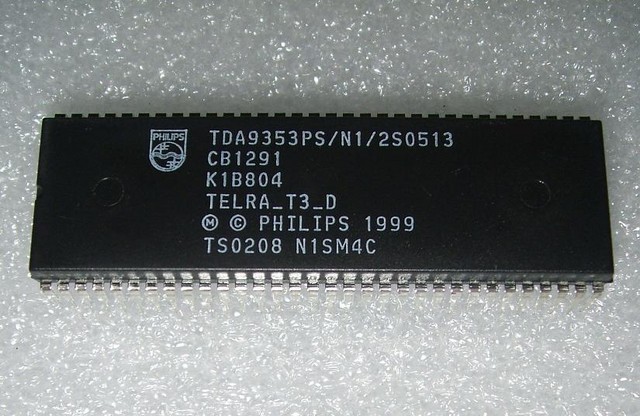 PHILIPS
TDA9353PS/N1/2S0513
CB1291
K1B804
TELRA_T3_D
Ⓜ © PHILIPS 1999
TS0208 N1SM4C